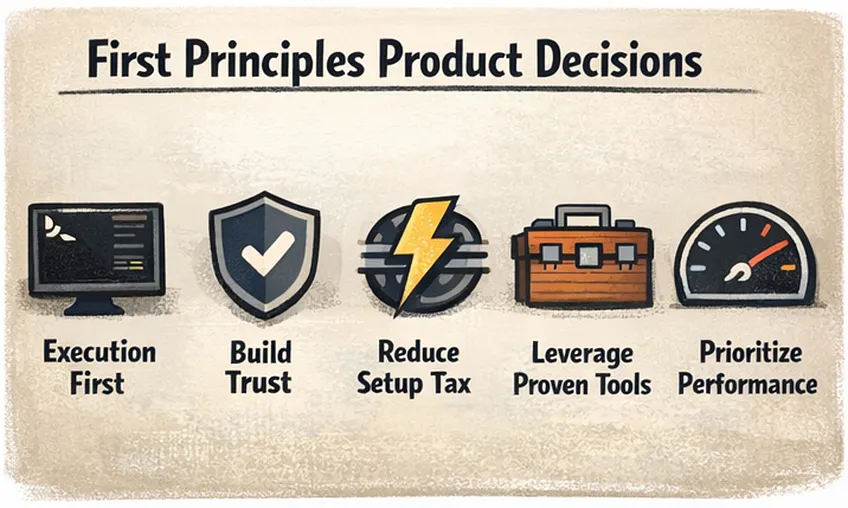 First Principles Product Decisions
Execution
First
Build
Trust
Reduce
Setup Tax
Leverage
Proven Tools
Prioritize
Performance